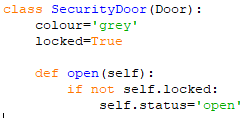 class SecurityDoor(Door):
    colour='grey'
    locked=True

    def open(self):
        if not self.locked:
            self.status='open'